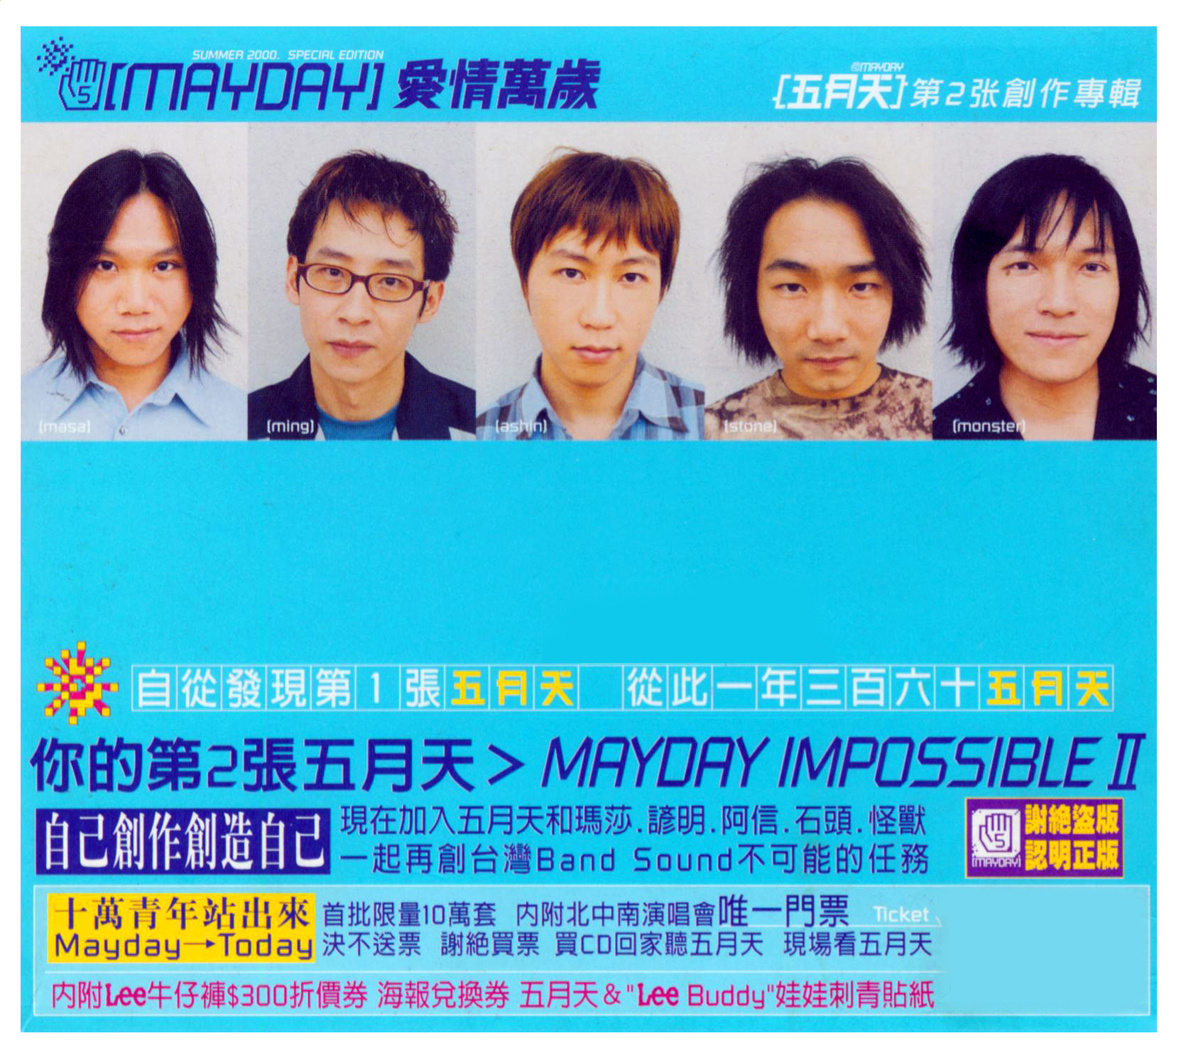 SUMMER 2000. SPECIAL EDITION
5 [MAYDAY] 愛情萬歲
@MAYDAY
[五月天] 第2张創作專輯
(masa) (ming) (ashin) (stone) (monster)
自從發現第1張五月天 從此一年三百六十五月天
你的第2張五月天> MAYDAY IMPOSSIBLE II
自己創作創造自己
現在加入五月天和瑪莎.諺明.阿信.石頭.怪獸
一起再創台灣Band Sound不可能的任務
5
[MAYDAY]
謝絕盜版
認明正版
十萬青年站出來
Mayday→Today
首批限量10萬套 內附北中南演唱會唯一門票 Ticket
決不送票 謝絕買票 買CD回家聽五月天 現場看五月天
內附Lee牛仔褲$300折價券 海報兌換券 五月天&"Lee Buddy"娃娃刺青貼紙